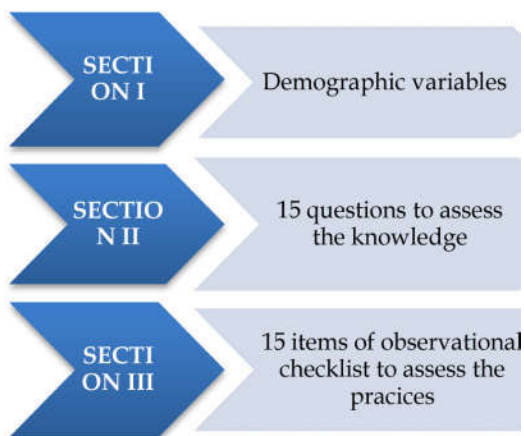 SECTI
ON I
Demographic variables
SECTIO
N II
15 questions to assess
the knowledge
SECTI
ON III
15 items of observational
checklist to assess the
pracices